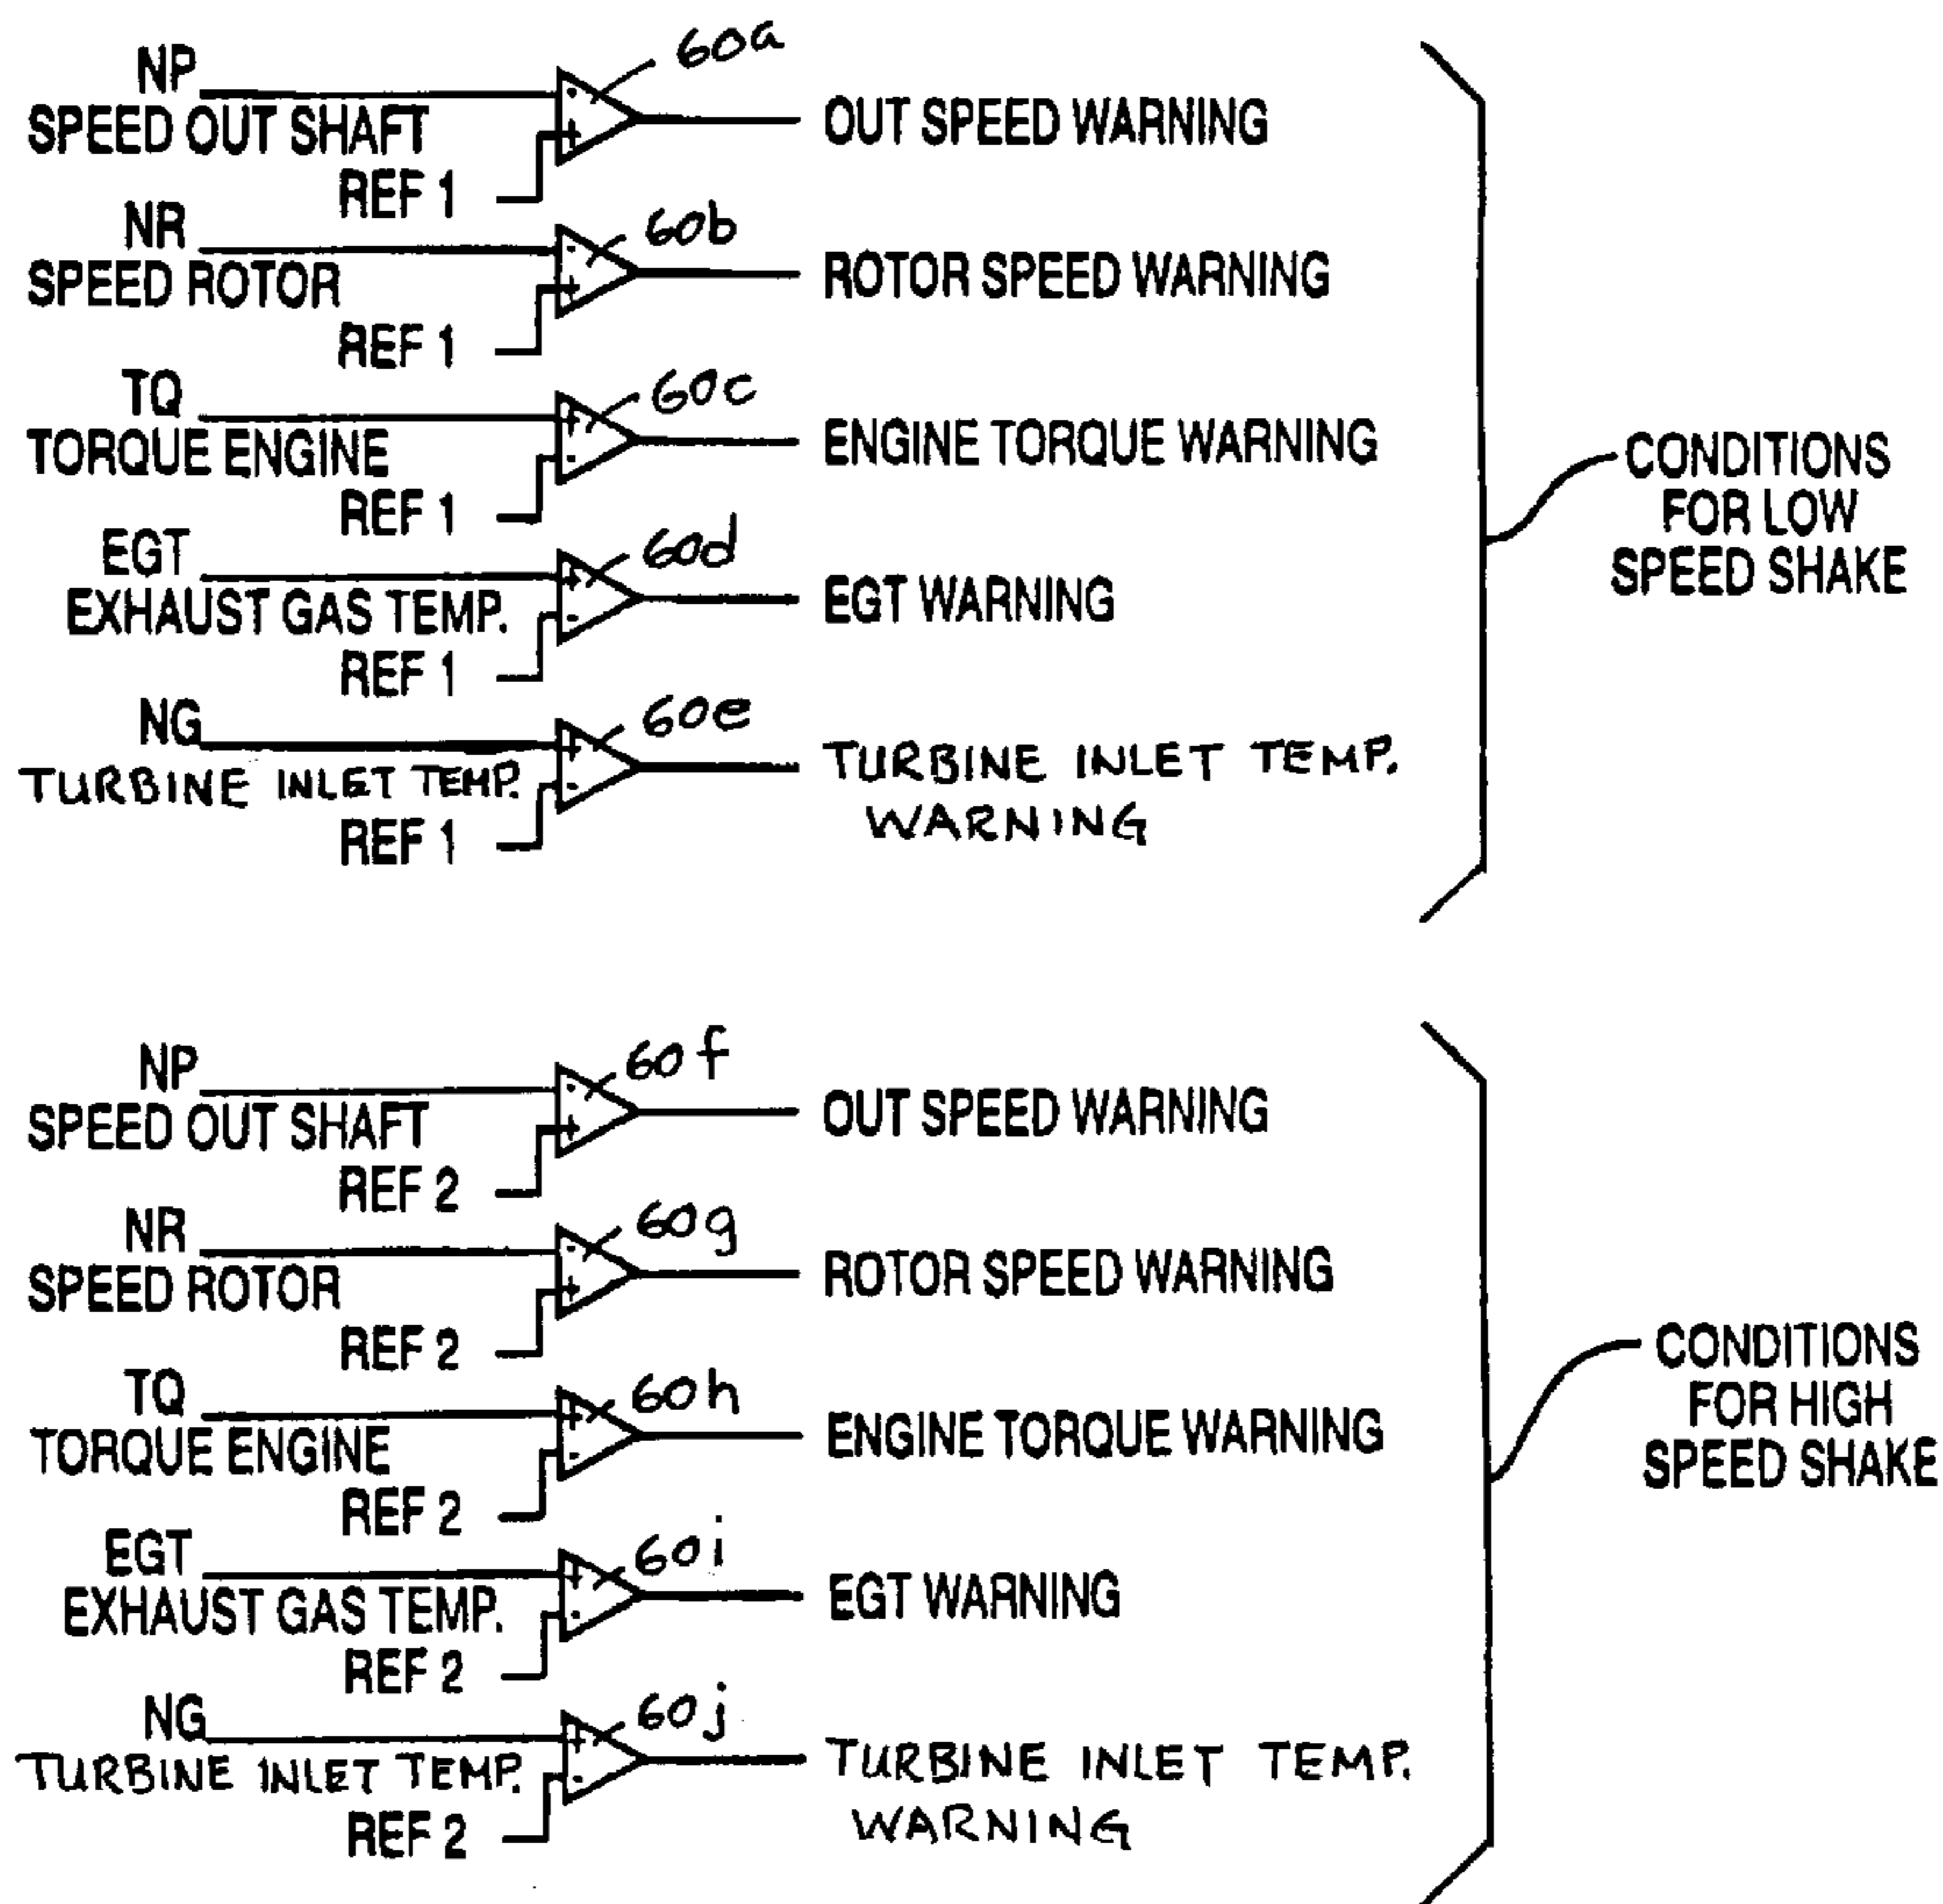 NP
SPEED OUT SHAFT
REF 1
60a
OUT SPEED WARNING
NR
SPEED ROTOR
REF 1
60b
ROTOR SPEED WARNING
TQ
TORQUE ENGINE
REF 1
60c
ENGINE TORQUE WARNING
EGT
EXHAUST GAS TEMP.
REF 1
60d
EGT WARNING
NG
TURBINE INLET TEMP.
REF 1
60e
TURBINE INLET TEMP.
WARNING
CONDITIONS
FOR LOW
SPEED SHAKE
NP
SPEED OUT SHAFT
REF 2
60f
OUT SPEED WARNING
NR
SPEED ROTOR
REF 2
60g
ROTOR SPEED WARNING
TQ
TORQUE ENGINE
REF 2
60h
ENGINE TORQUE WARNING
EGT
EXHAUST GAS TEMP.
REF 2
60i
EGT WARNING
NG
TURBINE INLET TEMP.
REF 2
60j
TURBINE INLET TEMP.
WARNING
CONDITIONS
FOR HIGH
SPEED SHAKE